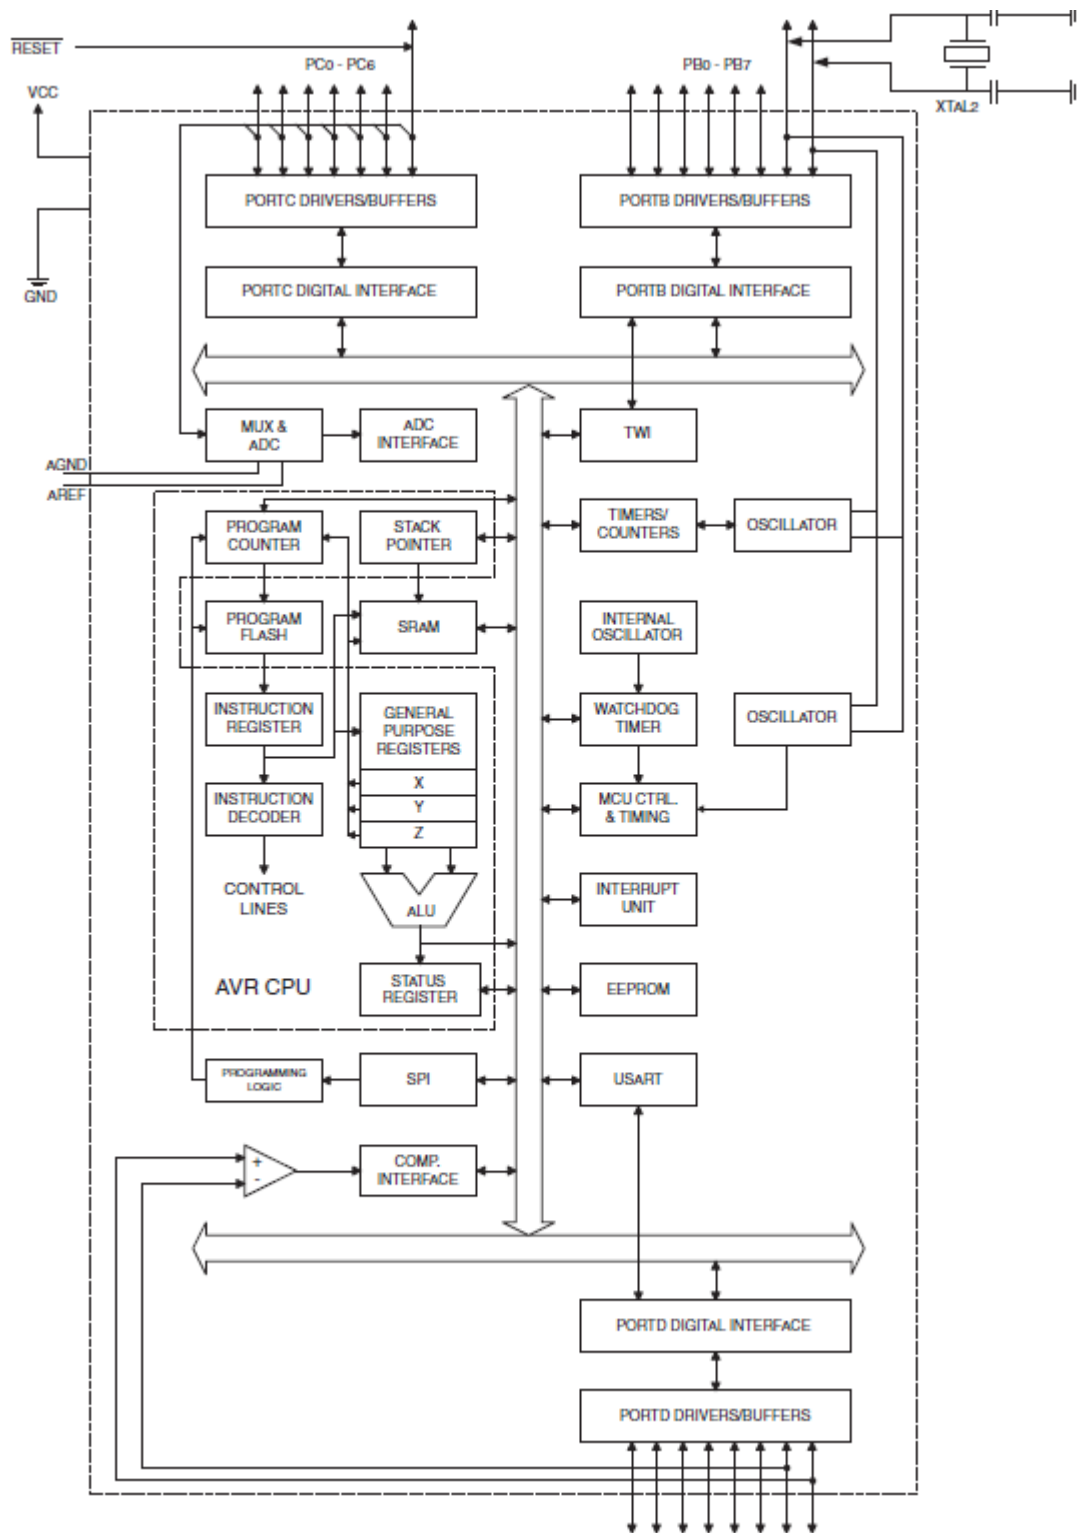 RESET
PC0 - PC6
PB0 - PB7
VCC
XTAL2
PORTC DRIVERS/BUFFERS
PORTB DRIVERS/BUFFERS
PORTC DIGITAL INTERFACE
PORTB DIGITAL INTERFACE
GND
MUX &
ADC
ADC
INTERFACE
TWI
AGND
AREF
PROGRAM
COUNTER
STACK
POINTER
TIMERS/
COUNTERS
OSCILLATOR
PROGRAM
FLASH
SRAM
INTERNAL
OSCILLATOR
INSTRUCTION
REGISTER
GENERAL
PURPOSE
REGISTERS
WATCHDOG
TIMER
OSCILLATOR
X
Y
Z
INSTRUCTION
DECODER
MCU CTRL.
& TIMING
CONTROL
LINES
ALU
INTERRUPT
UNIT
AVR CPU
STATUS
REGISTER
EEPROM
PROGRAMMING
LOGIC
SPI
USART
+
-
COMP.
INTERFACE
PORTD DIGITAL INTERFACE
PORTD DRIVERS/BUFFERS